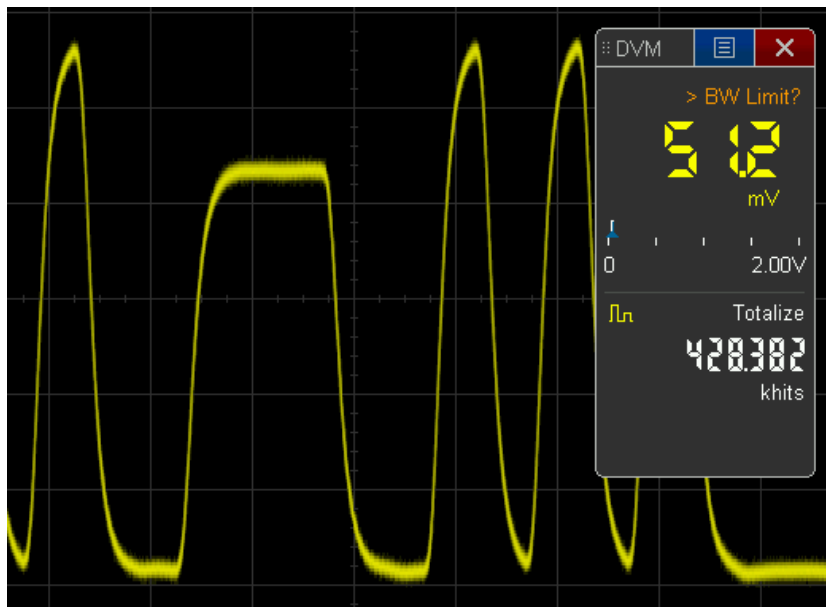 DVM
> BW Limit?
51.2
mV
0 2.00V
Totalize
428.382
khits